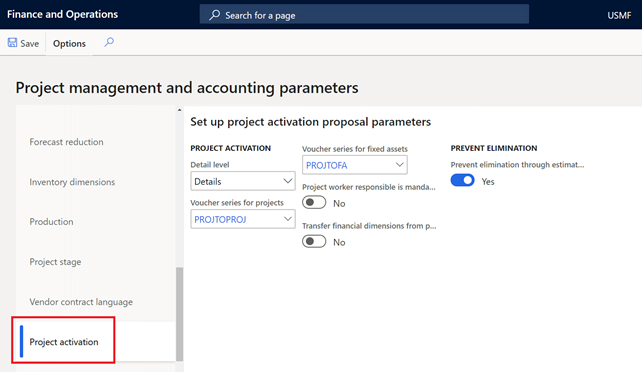 Finance and Operations
Search for a page
USMF
Save
Options
Project management and accounting parameters
Forecast reduction
Inventory dimensions
Production
Project stage
Vendor contract language
Project activation
Set up project activation proposal parameters
PROJECT ACTIVATION
Detail level
Details
Voucher series for projects
PROJTOPROJ
Voucher series for fixed assets
PROJTOFA
Project worker responsible is manda...
No
Transfer financial dimensions from p...
No
PREVENT ELIMINATION
Prevent elimination through estimat...
Yes